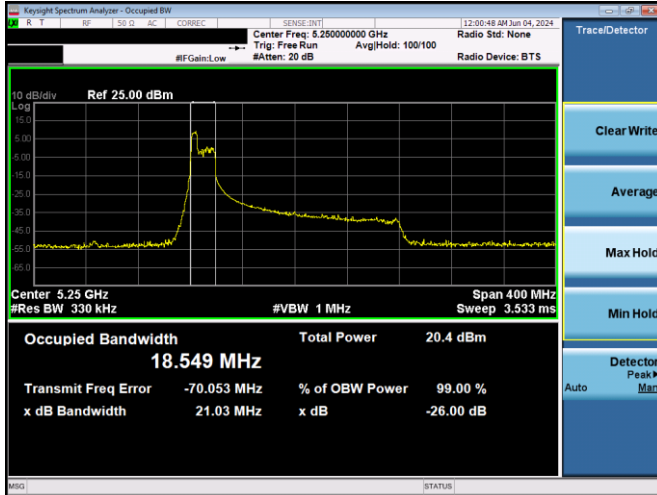 Keysight Spectrum Analyzer - Occupied BW
R T RF 50 Ω AC CORREC SENSE:INT 12:00:48 AM Jun 04, 2024
Center Freq: 5.250000000 GHz Radio Std: None
Trig: Free Run Avg|Hold: 100/100
#IFGain:Low #Atten: 20 dB Radio Device: BTS
Trace/Detector
10 dB/div Ref 25.00 dBm
Log
15.0
5.00
-5.00
-15.0
-25.0
-35.0
-45.0
-55.0
-65.0
Center 5.25 GHz Span 400 MHz
#Res BW 330 kHz #VBW 1 MHz Sweep 3.533 ms
Occupied Bandwidth Total Power 20.4 dBm
18.549 MHz
Transmit Freq Error -70.053 MHz % of OBW Power 99.00 %
x dB Bandwidth 21.03 MHz x dB -26.00 dB
Clear Write
Average
Max Hold
Min Hold
Detector
Peak
Auto Man
MSG STATUS